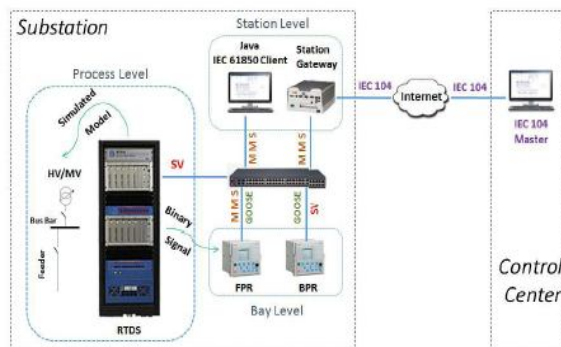 Substation
Station Level
Java
IEC 61850 Client
Station
Gateway
Process Level
Simulated
Model
HV/MV
Bus Bar
Feeder
RTDS
SV
Binary
Signal
MMS
MMS
MMS
GOOSE
GOOSE
SV
FPR
BPR
Bay Level
IEC 104
Internet
IEC 104
IEC 104
Master
Control
Center